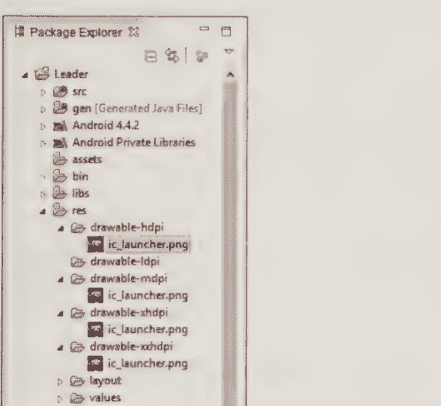 Package Explorer
Leader
src
gen [Generated Java Files]
Android 4.4.2
Android Private Libraries
assets
bin
libs
res
drawable-hdpi
ic_launcher.png
drawable-ldpi
drawable-mdpi
ic_launcher.png
drawable-xhdpi
ic_launcher.png
drawable-xxhdpi
ic_launcher.png
layout
values